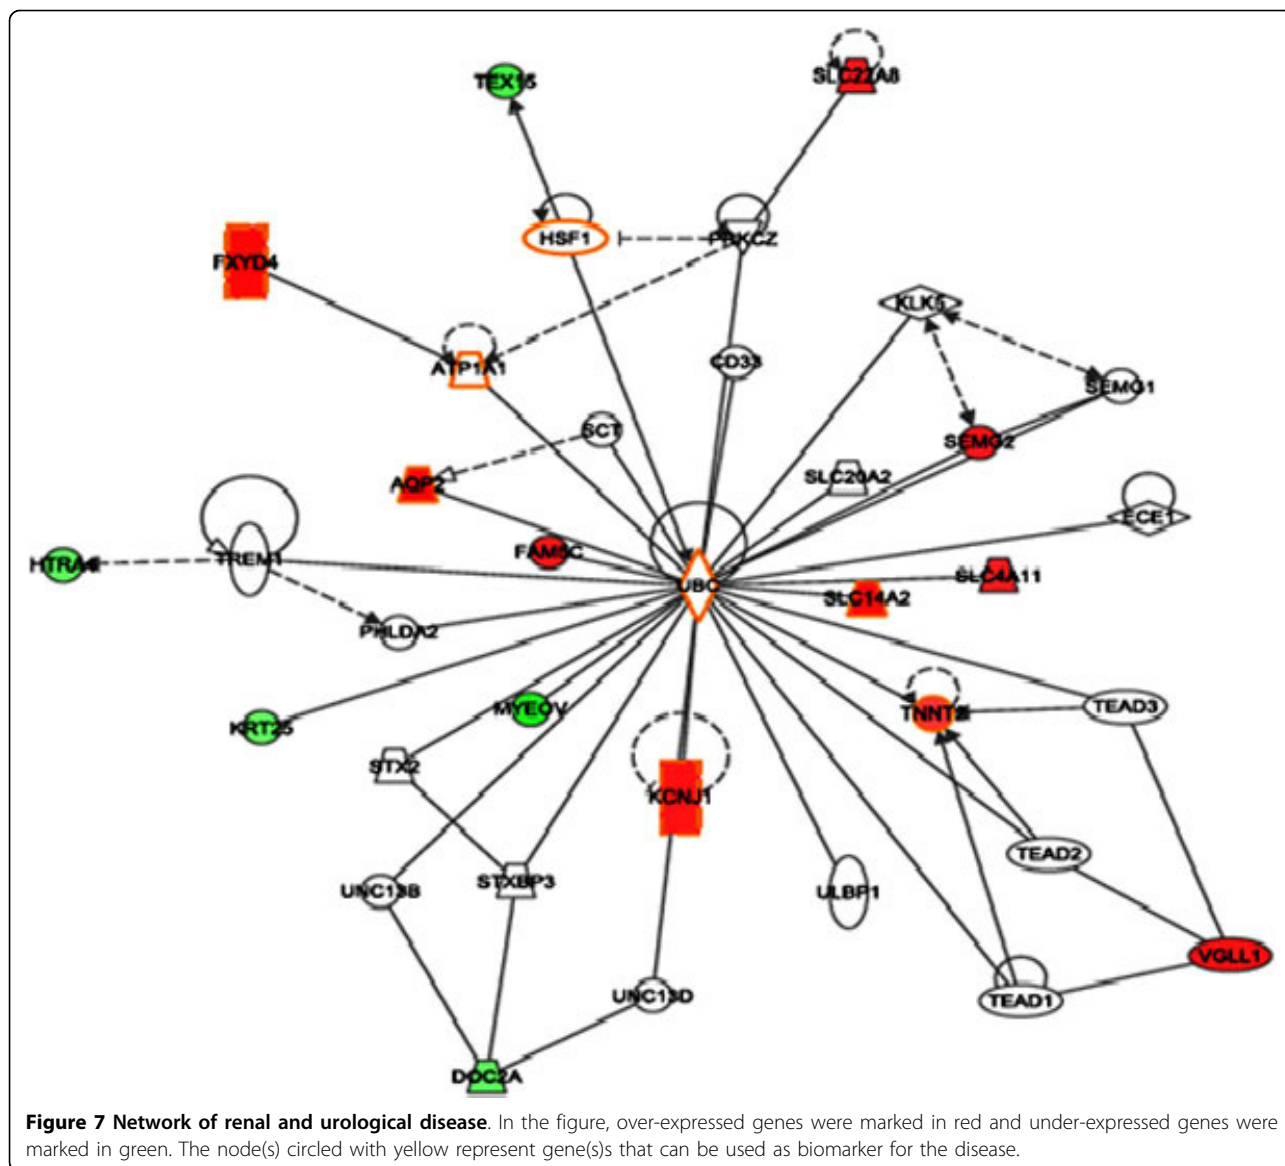 TEX15
SLC22A8
HSF1
PRKCZ
FXYD4
KLK5
ATP1A1
CD33
SEMG1
SCT
SEMG2
SLC20A2
AQP2
ECE1
FAM5C
TREM1
UBC
SLC4A11
SLC14A2
PHLDA2
TEAD3
MYEOV
KRT25
STX2
KCNJ1
TEAD2
STXBP3
UNC13B
ULBP1
VGLL1
UNC13D
TEAD1
DOC2A
Figure 7 Network of renal and urological disease. In the figure, over-expressed genes were marked in red and under-expressed genes were
marked in green. The node(s) circled with yellow represent gene(s)s that can be used as biomarker for the disease.